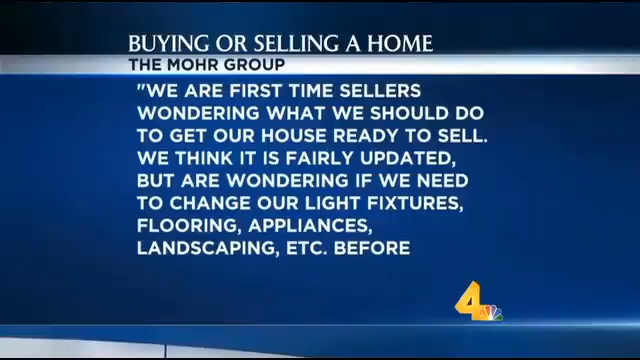 BUYING OR SELLING A HOME
THE MOHR GROUP
"WE ARE FIRST TIME SELLERS
WONDERING WHAT WE SHOULD DO
TO GET OUR HOUSE READY TO SELL.
WE THINK IT IS FAIRLY UPDATED,
BUT ARE WONDERING IF WE NEED
TO CHANGE OUR LIGHT FIXTURES,
FLOORING, APPLIANCES,
LANDSCAPING, ETC. BEFORE
4